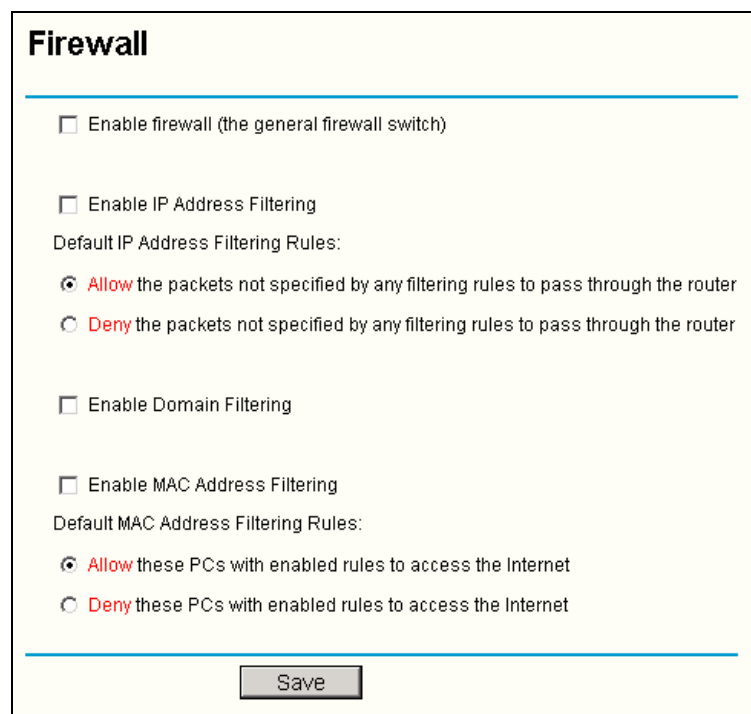 Firewall
Enable firewall (the general firewall switch)
Enable IP Address Filtering
Default IP Address Filtering Rules:
Allow the packets not specified by any filtering rules to pass through the router
Deny the packets not specified by any filtering rules to pass through the router
Enable Domain Filtering
Enable MAC Address Filtering
Default MAC Address Filtering Rules:
Allow these PCs with enabled rules to access the Internet
Deny these PCs with enabled rules to access the Internet
Save